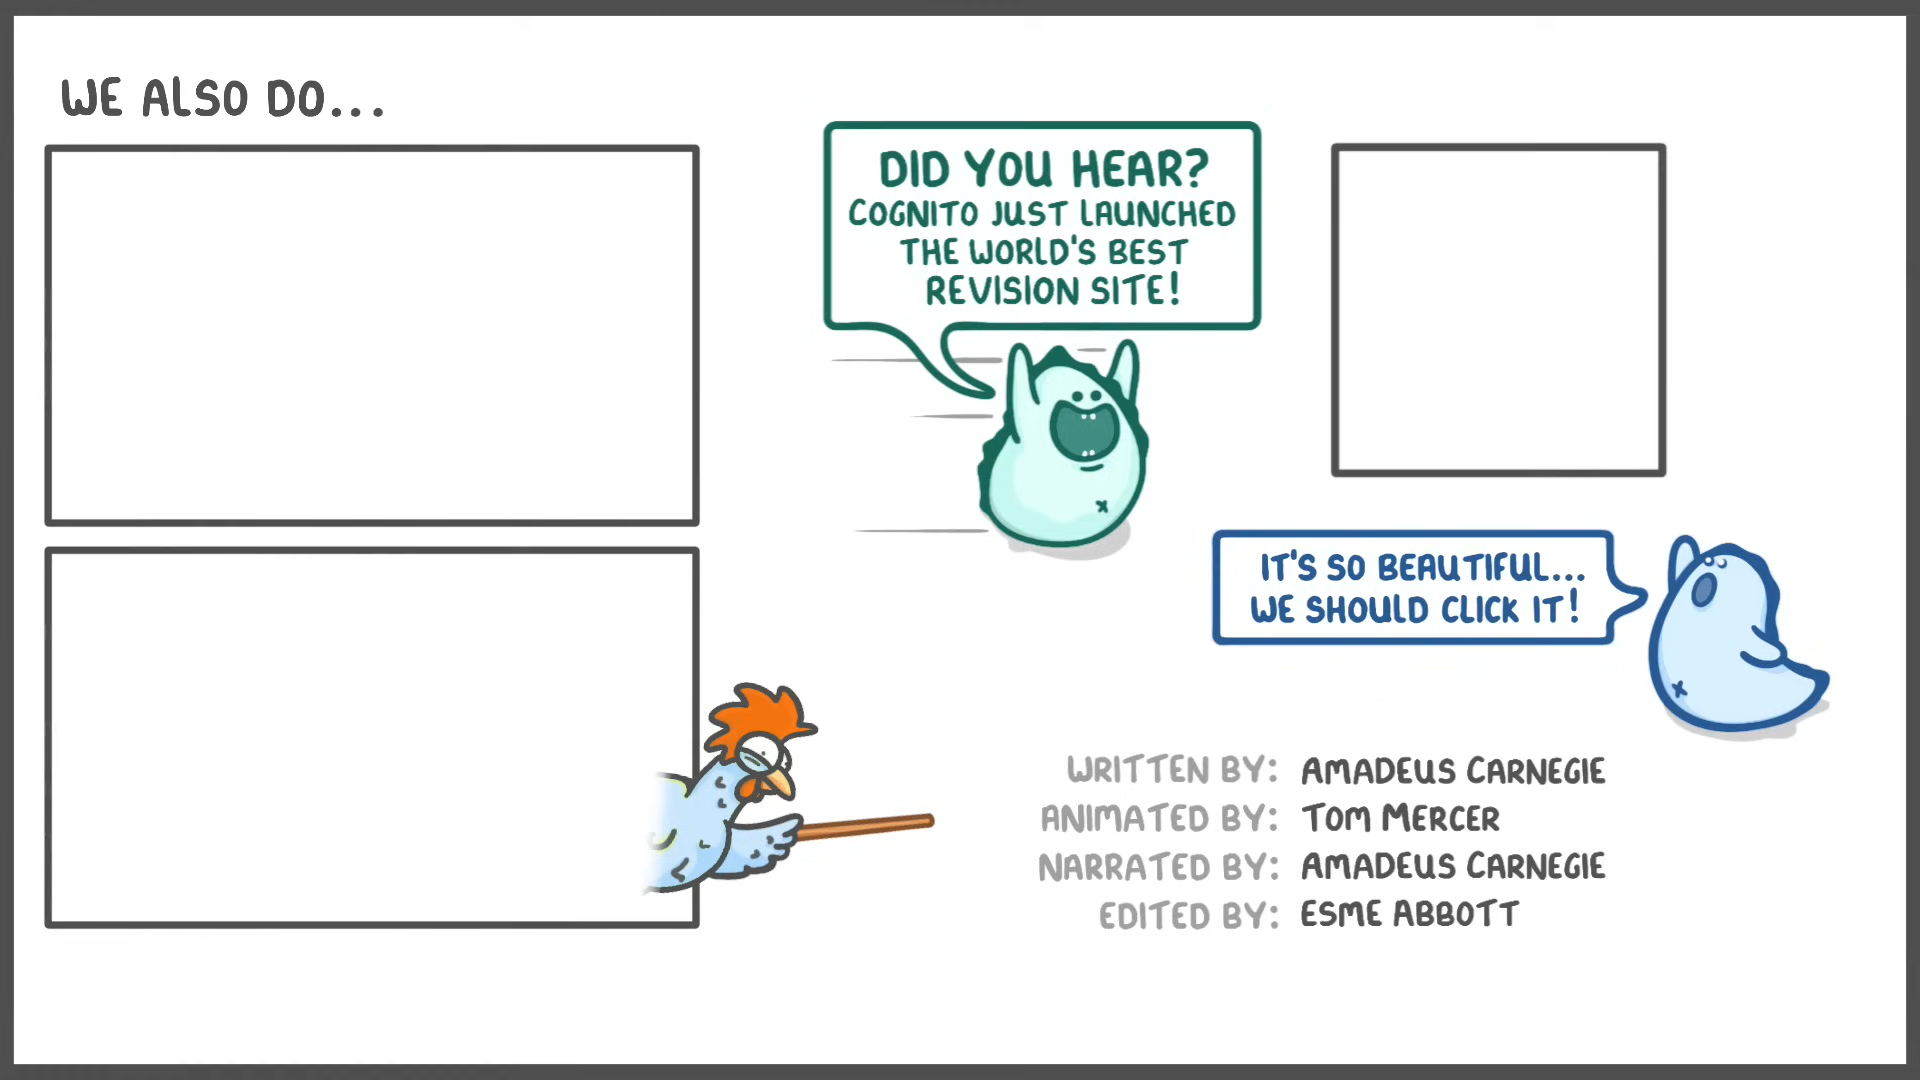 WE ALSO DO...
DID YOU HEAR?
COGNITO JUST LAUNCHED
THE WORLD'S BEST
REVISION SITE!
IT'S SO BEAUTIFUL...
WE SHOULD CLICK IT!
WRITTEN BY: AMADEUS CARNEGIE
ANIMATED BY: TOM MERCER
NARRATED BY: AMADEUS CARNEGIE
EDITED BY: ESME ABBOTT